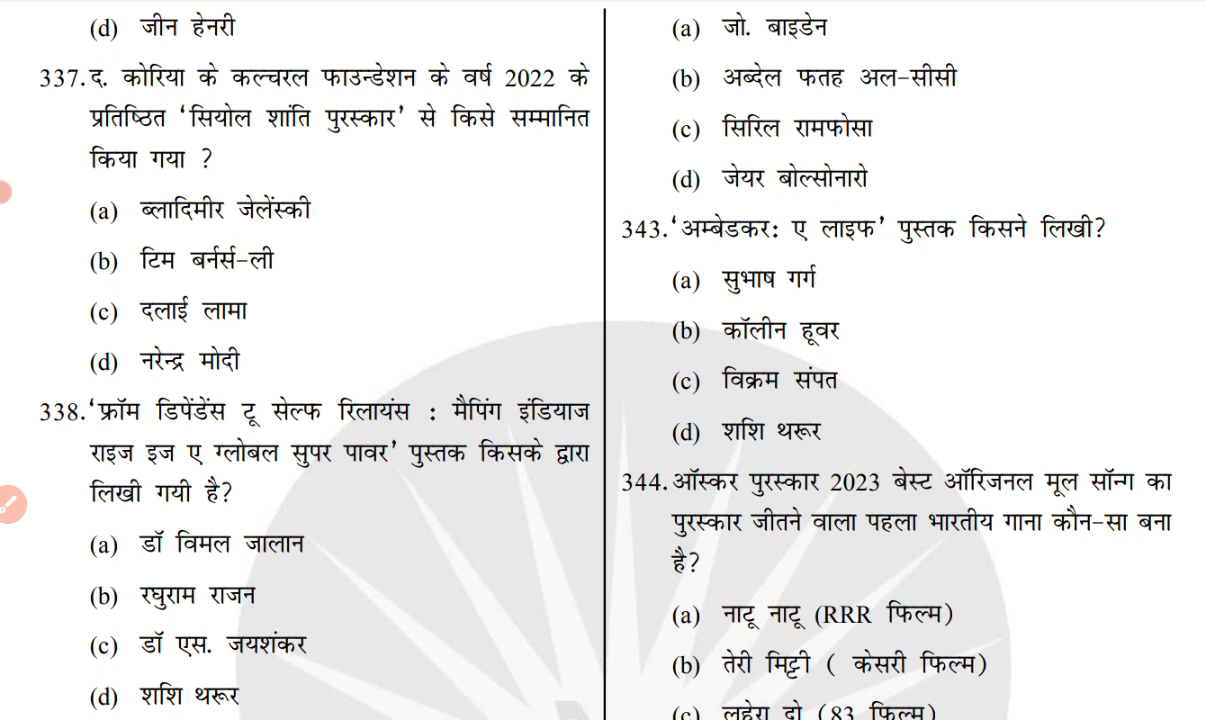 (d) जीन हेनरी
337. द. कोरिया के कल्चरल फाउन्डेशन के वर्ष 2022 के
प्रतिष्ठित ‘सियोल शांति पुरस्कार’ से किसे सम्मानित
किया गया ?
(a) ब्लादिमीर जेलेंस्की
(b) टिम बर्नर्स-ली
(c) दलाई लामा
(d) नरेन्द्र मोदी
338. ‘फ्रॉम डिपेंडेंस टू सेल्फ रिलायंस : मैपिंग इंडियाज
राइज इज ए ग्लोबल सुपर पावर’ पुस्तक किसके द्वारा
लिखी गयी है?
(a) डॉ विमल जालान
(b) रघुराम राजन
(c) डॉ एस. जयशंकर
(d) शशि थरूर
(a) जो. बाइडेन
(b) अब्देल फतह अल-सीसी
(c) सिरिल रामफोसा
(d) जेयर बोल्सोनारो
343. ‘अम्बेडकर: ए लाइफ’ पुस्तक किसने लिखी?
(a) सुभाष गर्ग
(b) कॉलीन हूवर
(c) विक्रम संपत
(d) शशि थरूर
344. ऑस्कर पुरस्कार 2023 बेस्ट ऑरिजनल मूल सॉन्ग का
पुरस्कार जीतने वाला पहला भारतीय गाना कौन-सा बना
है?
(a) नाटू नाटू (RRR फिल्म)
(b) तेरी मिट्टी ( केसरी फिल्म)
(c) लहेरा दो (83 फिल्म)